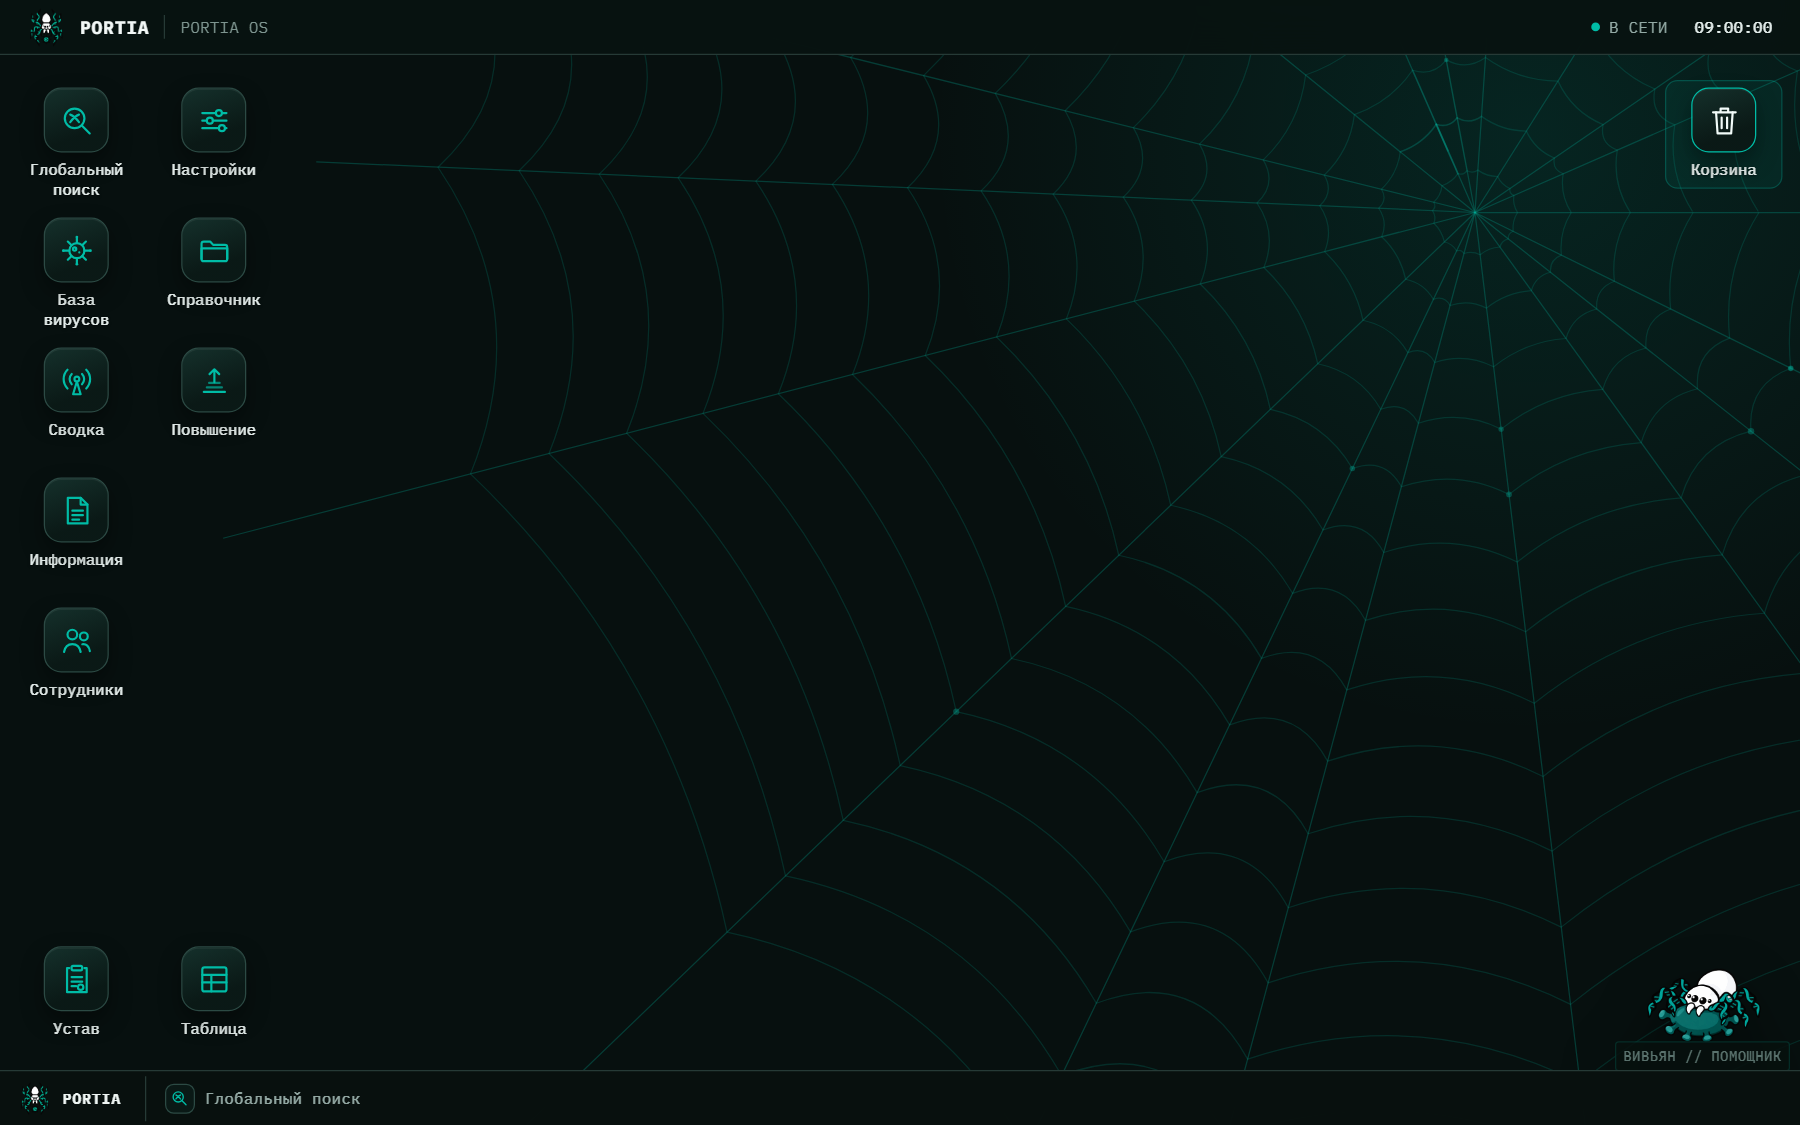 PORTIA
PORTIA OS
В СЕТИ
09:00:00
Глобальный
поиск
Настройки
Корзина
База
вирусов
Справочник
Сводка
Повышение
Информация
Сотрудники
Устав
Таблица
ВИВЬЯН // ПОМОЩНИК
PORTIA
Глобальный поиск